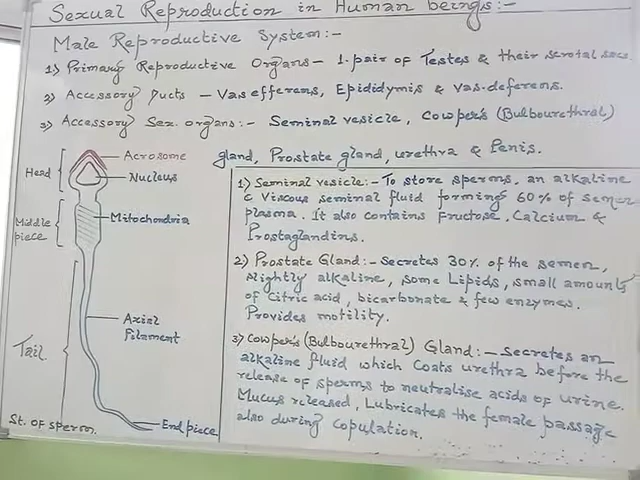 Sexual Reproduction in Human beings:-
Male Reproductive System:-
1) Primary Reproductive Organs- 1-pair of Testes & their scrotal sacs.
2) Accessory Ducts - Vas efferens, Epididymis & vas-deferens.
3) Accessory Sex. organs:- Seminal vesicle, Cowper's (Bulbourethral)
gland, Prostate gland, urethra & Penis.
Head
Acrosome
Nucleus
Middle
piece
Mitochondria
Tail
Axial
Filament
End piece
St. of sperm.
1) Seminal vesicle:- To store sperms, an alkaline
& Viscous seminal fluid forming 60% of semen
plasma. It also contains Fructose, Calcium &
Prostaglandins.
2) Prostate Gland:- Secretes 30% of the semen,
slightly alkaline, some Lipids, small amounts
of Citric acid, bicarbonate & few enzymes.
Provides motility.
3) Cowper's (Bulbourethral) Gland:- Secretes an
alkaline fluid which Coats urethra before the
release of sperms to neutralise acids of urine.
Mucus released, Lubricates the female passage
also during copulation.